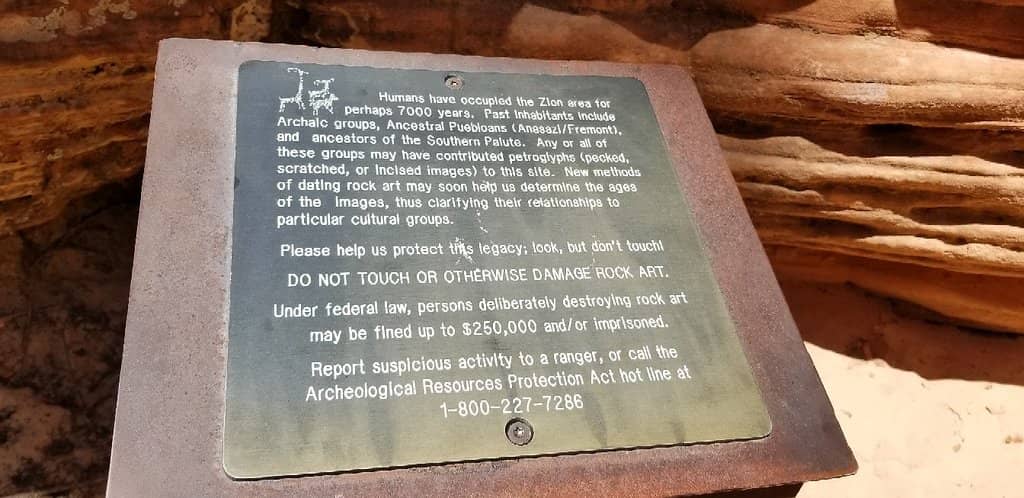 Humans have occupied the Zion area for
perhaps 7000 years. Past inhabitants include
Archaic groups, Ancestral Puebloans (Anasazi/Fremont),
and ancestors of the Southern Paiute. Any or all of
these groups may have contributed petroglyphs (pecked,
scratched, or incised images) to this site. New methods
of dating rock art may soon help us determine the ages
of the images, thus clarifying their relationships to
particular cultural groups.
Please help us protect this legacy; look, but don't touch!
DO NOT TOUCH OR OTHERWISE DAMAGE ROCK ART.
Under federal law, persons deliberately destroying rock art
may be fined up to $250,000 and/or imprisoned.
Report suspicious activity to a ranger, or call the
Archeological Resources Protection Act hot line at
1-800-227-7286